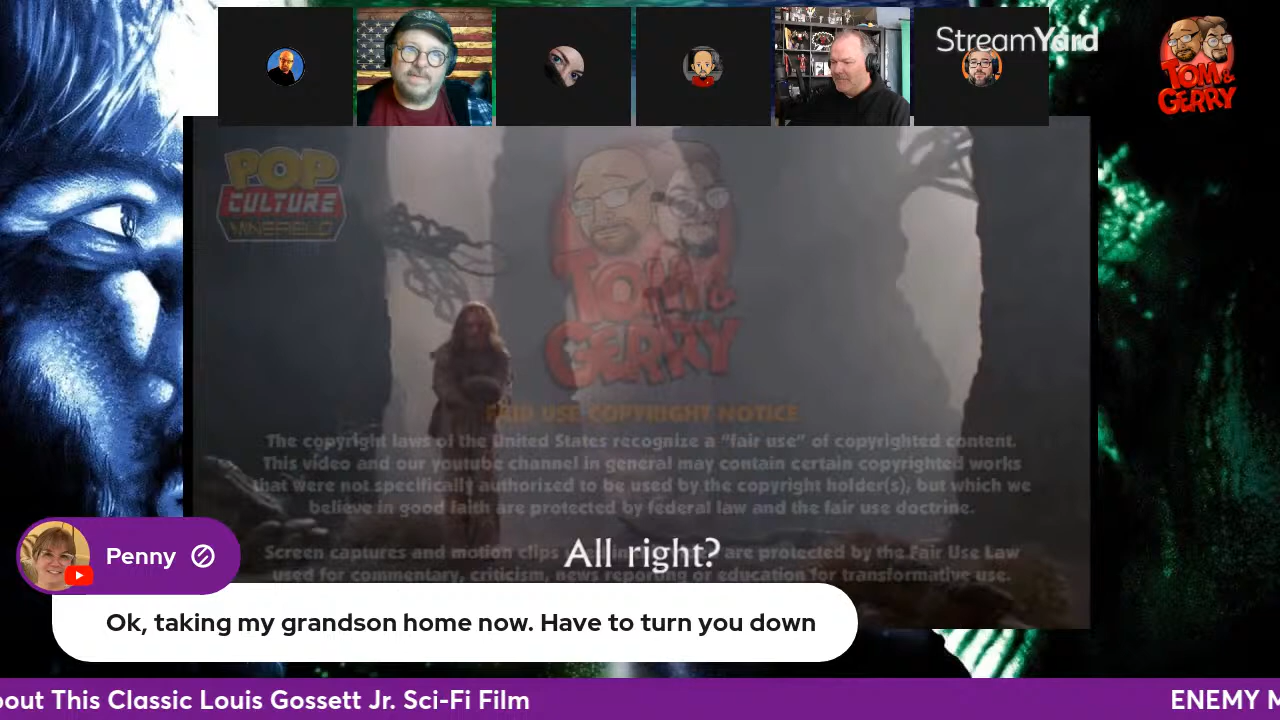 StreamYard
TOM &
GERRY
POP
CULTURE
MINEFIELD
TOM &
GERRY
FAIR USE COPYRIGHT NOTICE
The copyright laws of the United States recognize a “fair use” of copyrighted content.
This video and our youtube channel in general may contain certain copyrighted works
that were not specifically authorized to be used by the copyright holder(s), but which we
believe in good faith are protected by federal law and the fair use doctrine.
All right?
Screen captures and motion clips are protected by the Fair Use Law
used for commentary, criticism, news reporting or education for transformative use.
Penny
Ok, taking my grandson home now. Have to turn you down
bout This Classic Louis Gossett Jr. Sci-Fi Film
ENEMY M